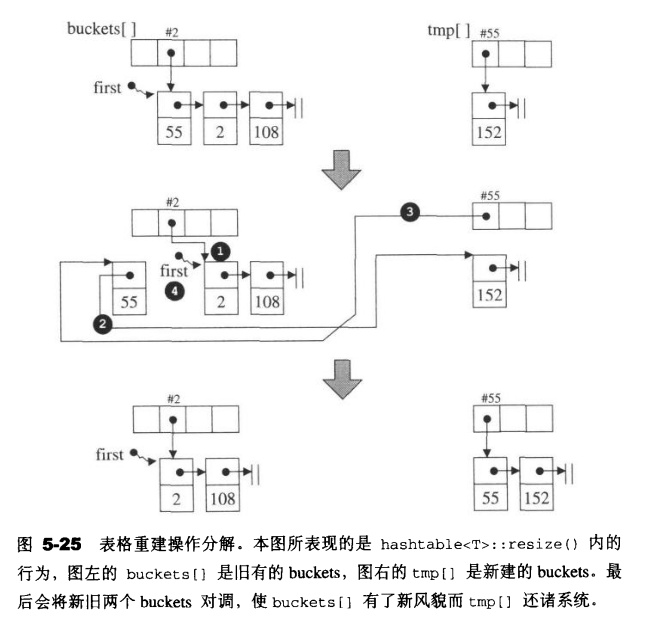 buckets[ ] #2 tmp[ ] #55
first
55 2 108 152
#2 #55
3
1
first
4
55 2 108 152
2
#2 #55
first
2 108 55 152
图 5-25 表格重建操作分解。本图所表现的是 hashtable<T>::resize() 内的
行为，图左的 buckets[] 是旧有的 buckets，图右的 tmp[] 是新建的 buckets。最
后会将新旧两个 buckets 对调，使 buckets[] 有了新风貌而 tmp[] 还诸系统。